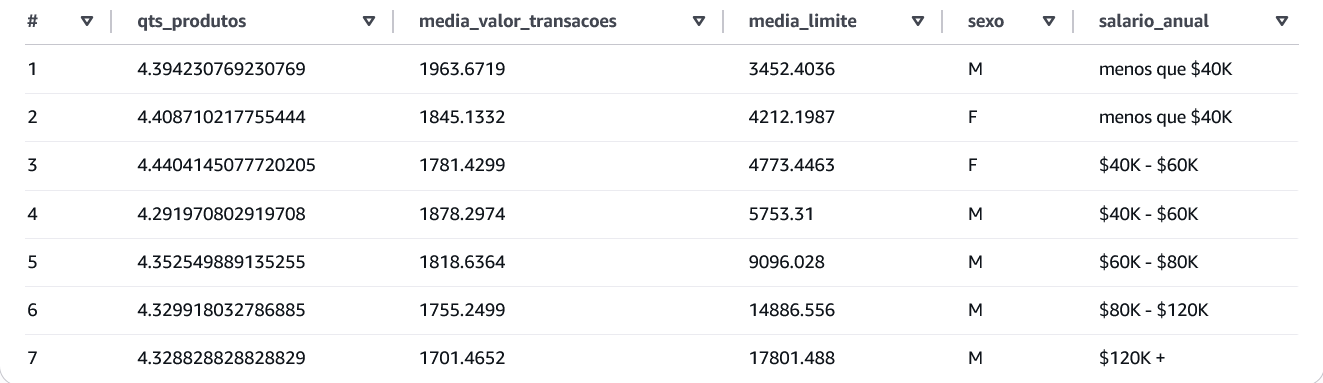 # qts_produtos media_valor_transacoes media_limite sexo salario_anual
1 4.394230769230769 1963.6719 3452.4036 M menos que $40K
2 4.408710217755444 1845.1332 4212.1987 F menos que $40K
3 4.4404145077720205 1781.4299 4773.4463 F $40K - $60K
4 4.291970802919708 1878.2974 5753.31 M $40K - $60K
5 4.352549889135255 1818.6364 9096.028 M $60K - $80K
6 4.329918032786885 1755.2499 14886.556 M $80K - $120K
7 4.328828828828829 1701.4652 17801.488 M $120K +